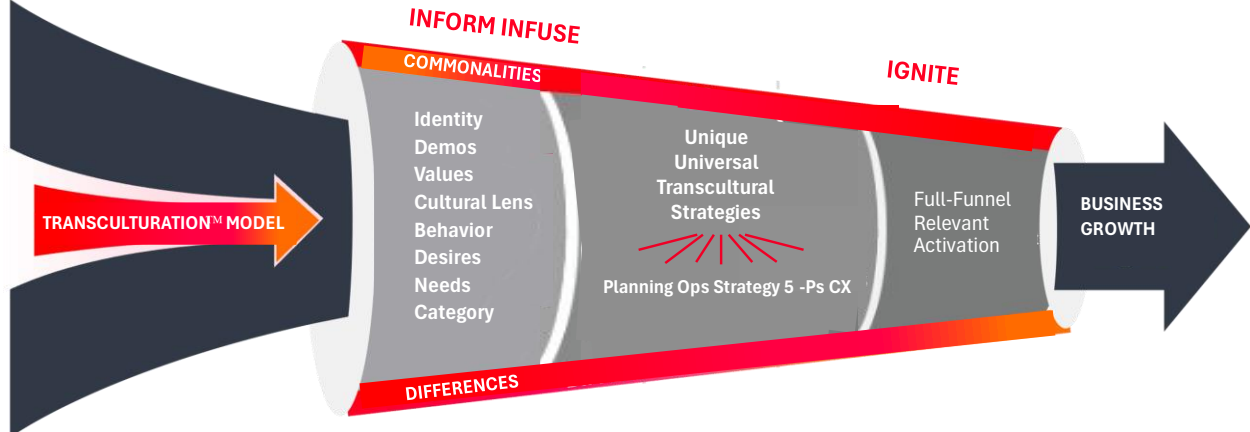 INFORM INFUSE
IGNITE
COMMONALITIES
TRANSCULTURATION™ MODEL
Identity
Demos
Values
Cultural Lens
Behavior
Desires
Needs
Category
Unique
Universal
Transcultural
Strategies
Planning Ops Strategy 5 -Ps CX
Full-Funnel
Relevant
Activation
BUSINESS
GROWTH
DIFFERENCES